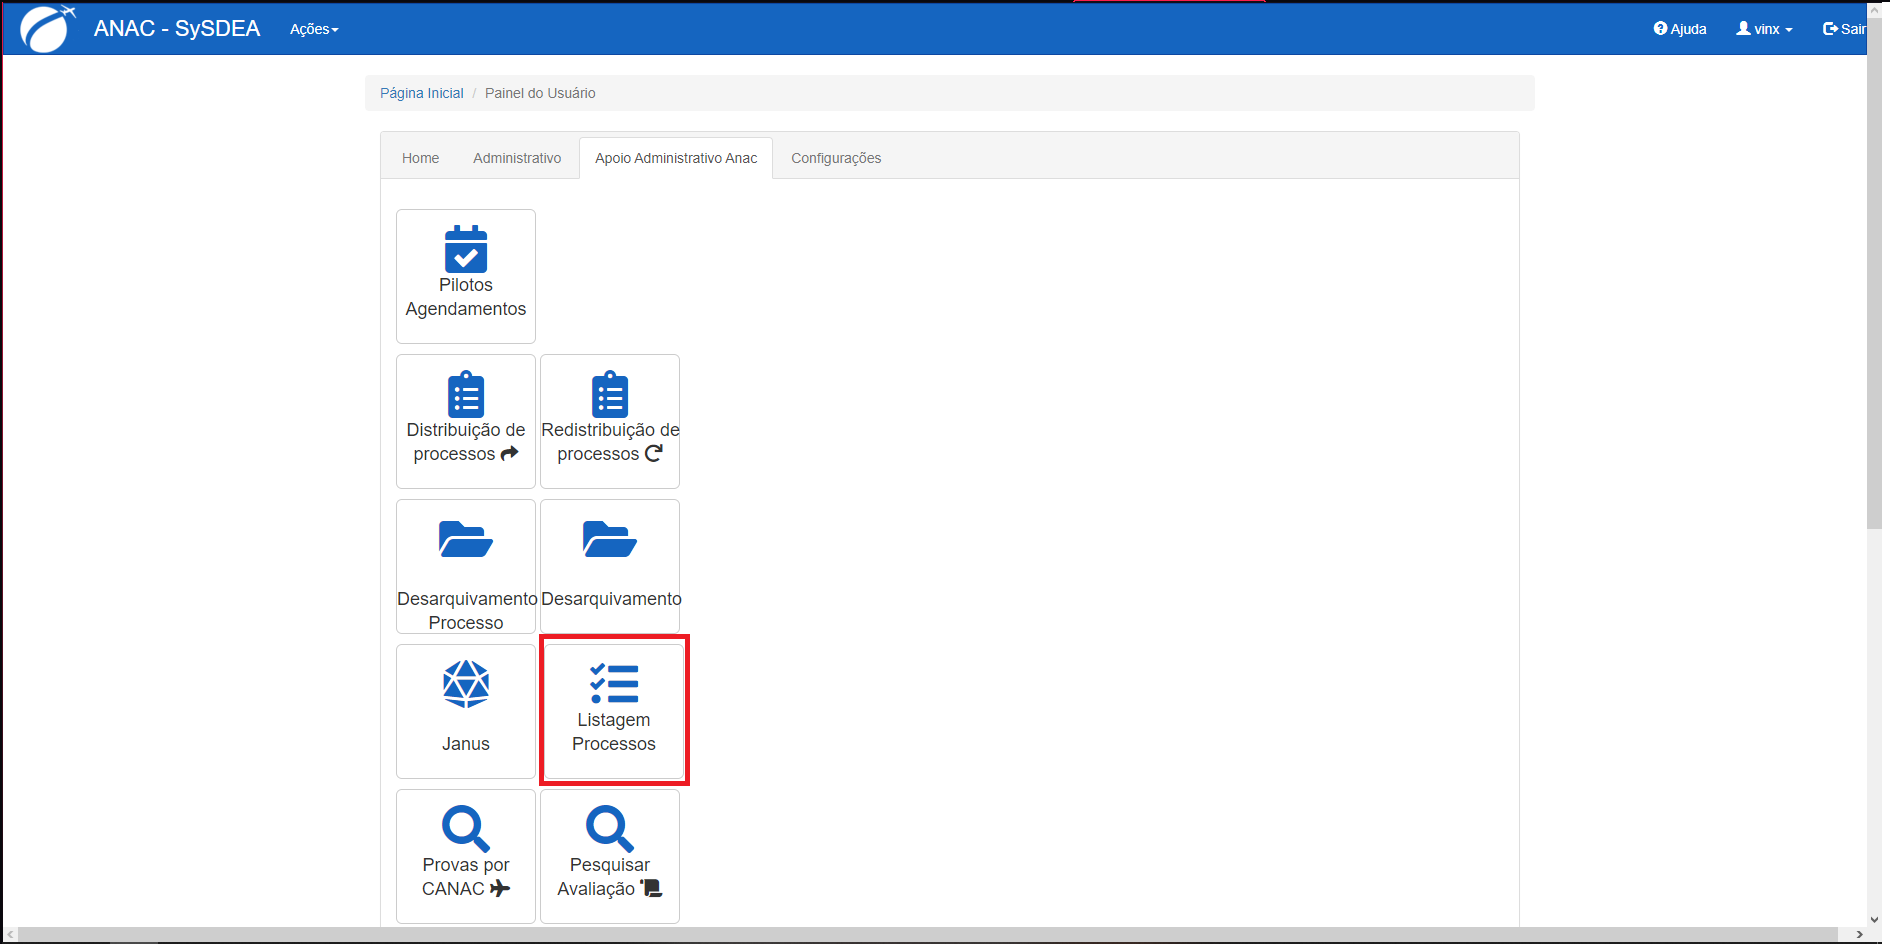 ANAC - SySDEA Ações Ajuda vinx Sair
Página Inicial / Painel do Usuário
Home Administrativo Apoio Administrativo Anac Configurações
Pilotos
Agendamentos
Distribuição de
processos
Redistribuição de
processos
Desarquivamento
Processo
Desarquivamento
Janus
Listagem
Processos
Provas por
CANAC
Pesquisar
Avaliação